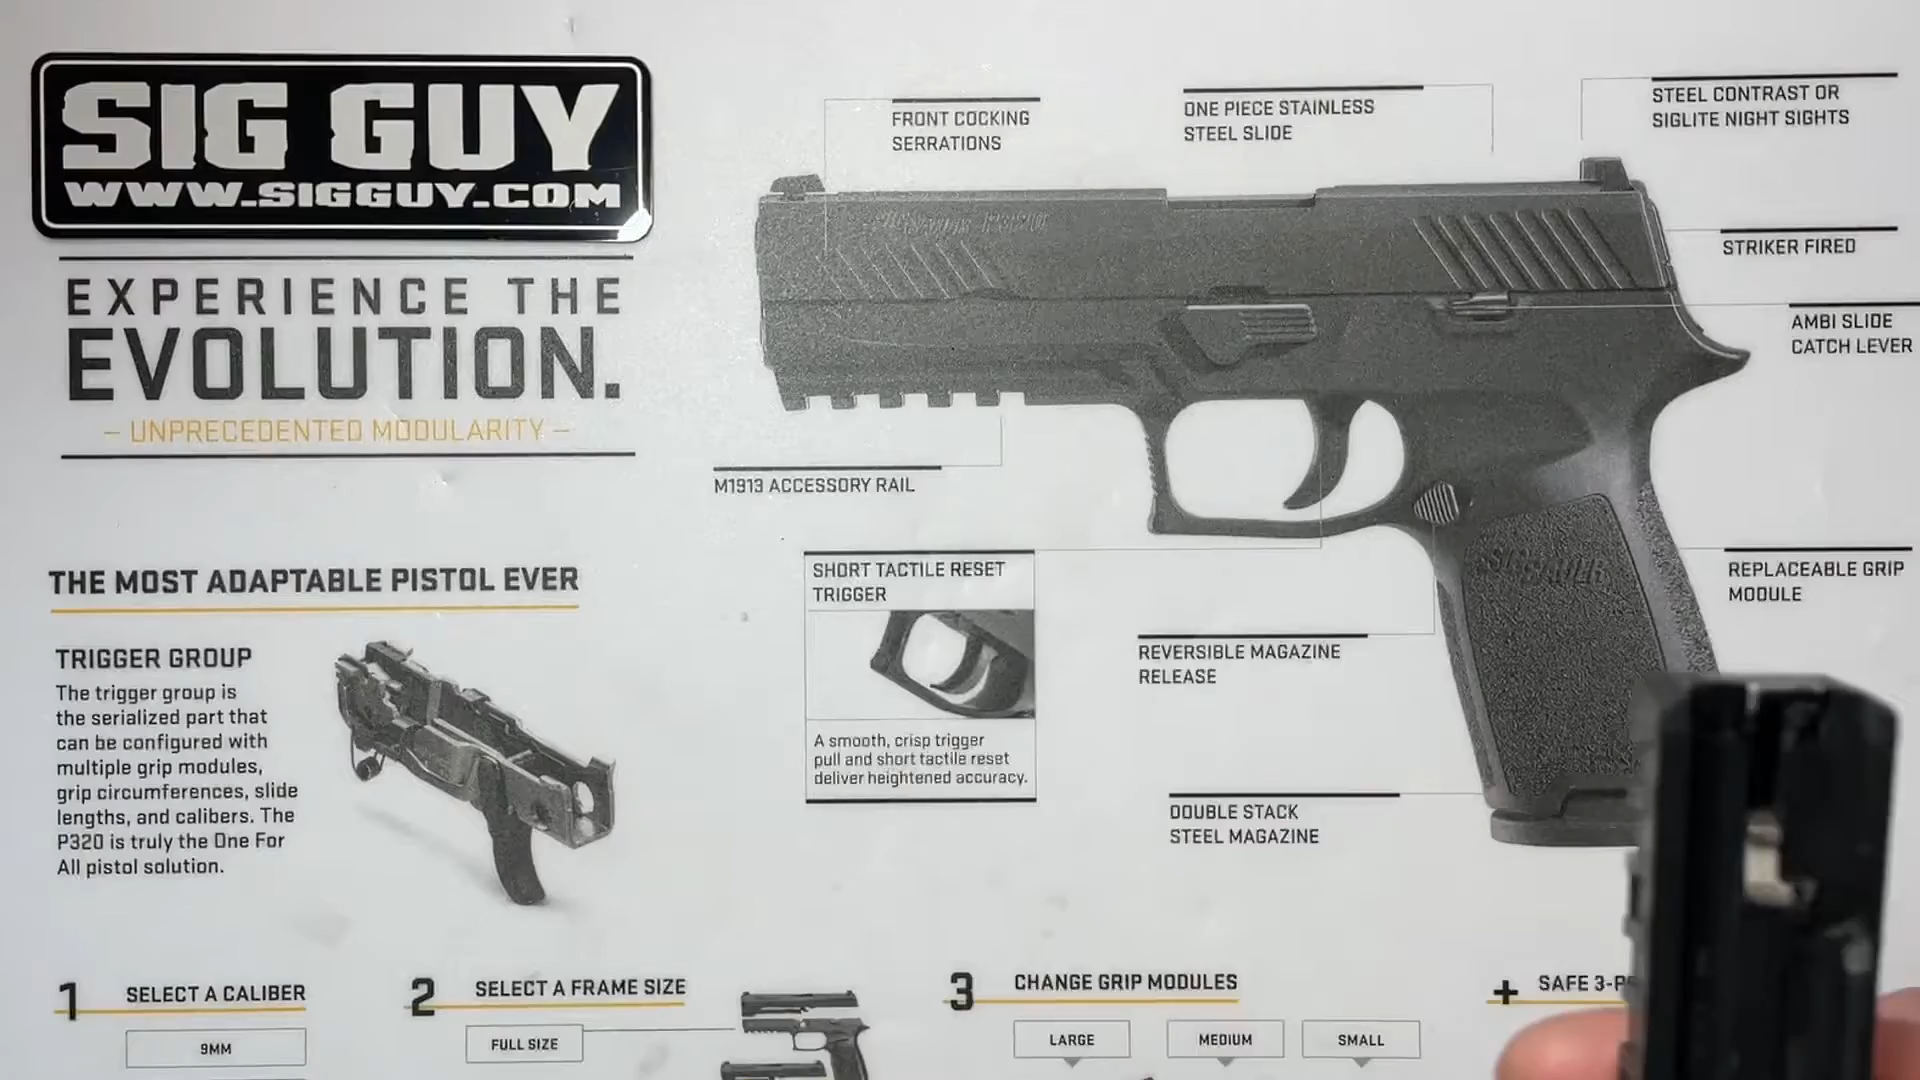 SIG GUY
WWW.SIGGUY.COM
EXPERIENCE THE
EVOLUTION.
– UNPRECEDENTED MODULARITY –
FRONT COCKING
SERRATIONS
ONE PIECE STAINLESS
STEEL SLIDE
STEEL CONTRAST OR
SIGLITE NIGHT SIGHTS
STRIKER FIRED
AMBI SLIDE
CATCH LEVER
M1913 ACCESSORY RAIL
SHORT TACTILE RESET
TRIGGER
A smooth, crisp trigger
pull and short tactile reset
deliver heightened accuracy.
REVERSIBLE MAGAZINE
RELEASE
REPLACEABLE GRIP
MODULE
DOUBLE STACK
STEEL MAGAZINE
THE MOST ADAPTABLE PISTOL EVER
TRIGGER GROUP
The trigger group is
the serialized part that
can be configured with
multiple grip modules,
grip circumferences, slide
lengths, and calibers. The
P320 is truly the One For
All pistol solution.
1 SELECT A CALIBER
9MM
2 SELECT A FRAME SIZE
FULL SIZE
3 CHANGE GRIP MODULES
LARGE MEDIUM SMALL
+ SAFE 3-P